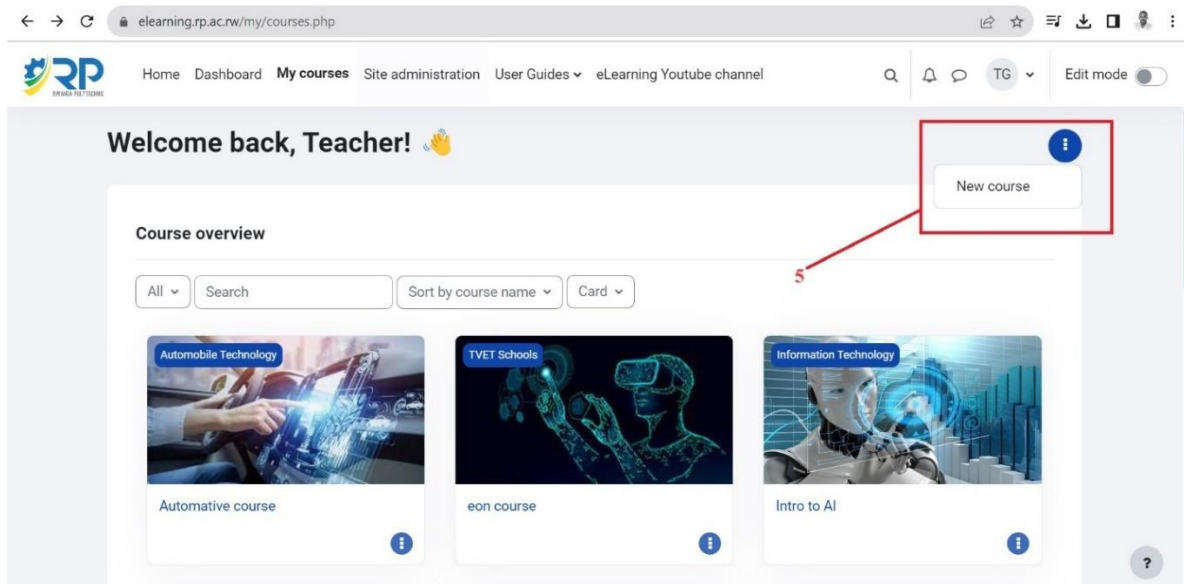 elearning.rp.ac.rw/my/courses.php
RP
RWANDA POLYTECHNIC
Home Dashboard My courses Site administration User Guides eLearning Youtube channel TG Edit mode
Welcome back, Teacher! 👋
New course
Course overview
5
All Search Sort by course name Card
Automobile Technology TVET Schools Information Technology
Automative course eon course Intro to AI
?